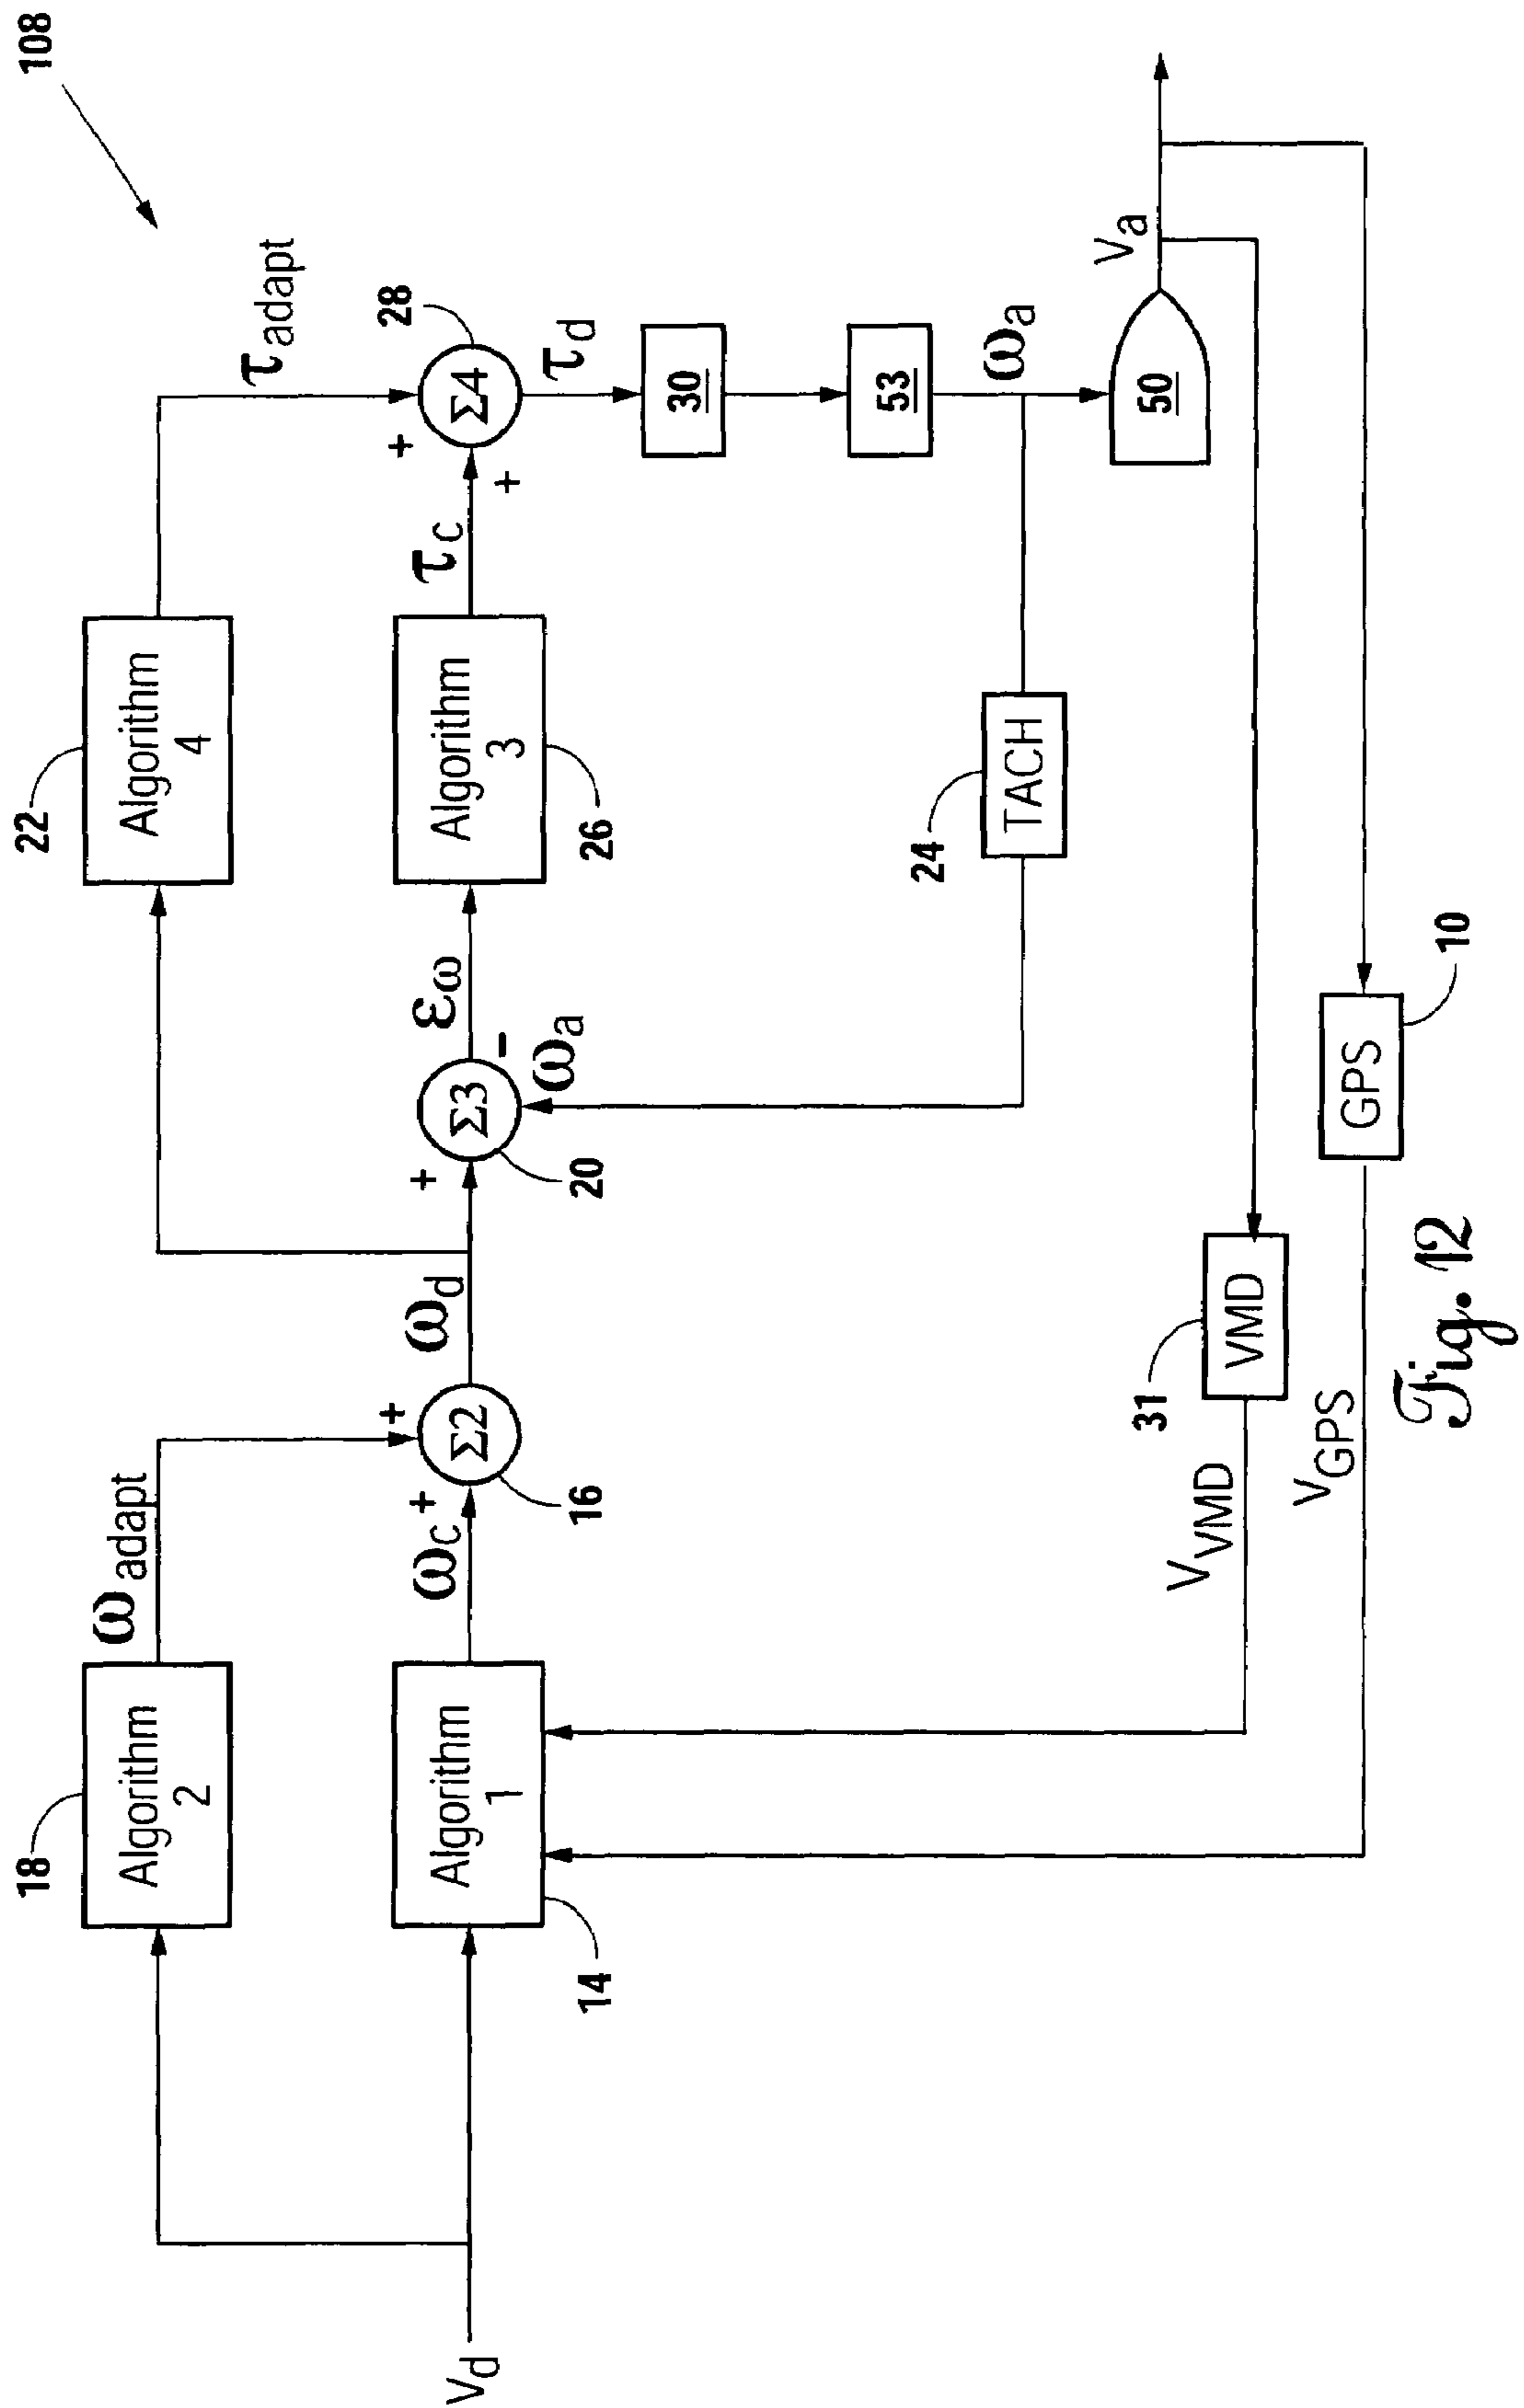 108
22
Algorithm
4
τadapt
28
18
Algorithm
2
ωadapt
+
+
Σ4
τd
30
53
ωa
50
Va
Vd
Algorithm
1
14
ωc
+
+
Σ2
16
ωd
+
Σ3
20
-
εω
ωa
Algorithm
3
26
τc
24
TACH
31
VMD
VVMD
GPS
10
VGPS
Fig. 12